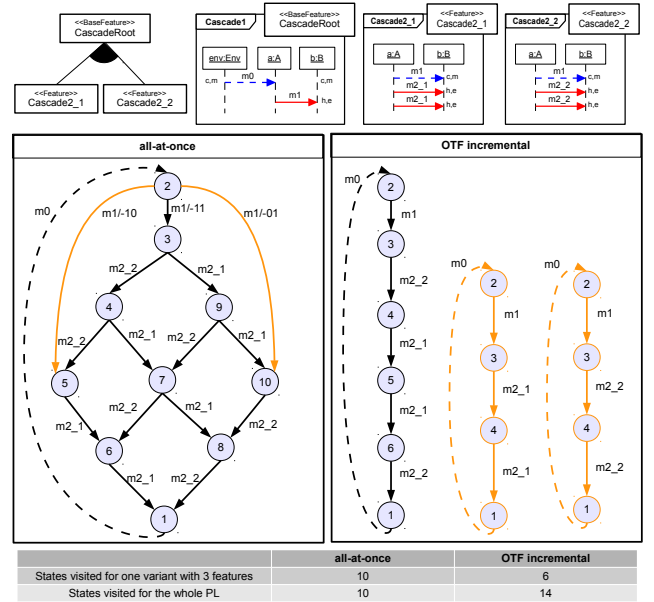 <<BaseFeature>>
CascadeRoot
<<Feature>>
Cascade2_1
<<Feature>>
Cascade2_2
Cascade1
<<BaseFeature>>
CascadeRoot
env:Env
a:A
b:B
c,m
m0
m1
h,e
Cascade2_1
<<Feature>>
Cascade2_1
a:A
b:B
m1
c,m
m2_1
h,e
m2_1
Cascade2_2
<<Feature>>
Cascade2_2
a:A
b:B
m1
c,m
m2_2
h,e
m2_2
all-at-once
m0
2
m1/-10
m1/-11
m1/-01
3
m2_2
m2_1
4
9
m2_2
m2_1
m2_2
m2_1
5
7
10
m2_1
m2_2
m2_1
m2_2
6
8
m2_1
m2_2
1
OTF incremental
m0
2
m1
3
m2_2
4
m2_1
5
m2_1
6
m2_2
1
m0
2
m1
3
m2_1
4
m2_1
1
m0
2
m1
3
m2_2
4
m2_2
1
all-at-once OTF incremental
States visited for one variant with 3 features 10 6
States visited for the whole PL 10 14